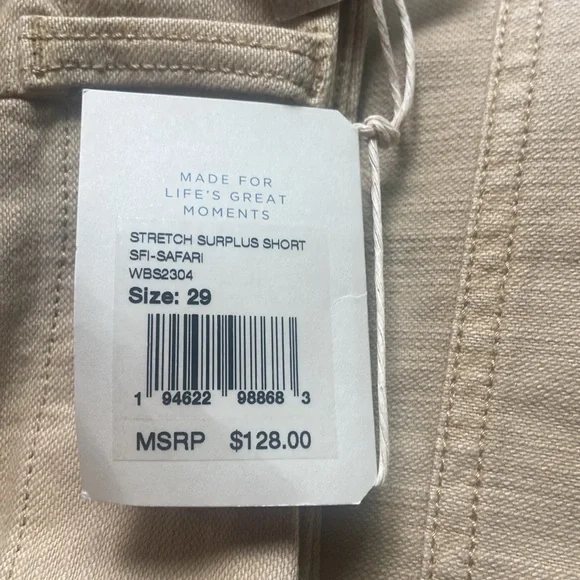 MADE FOR
LIFE'S GREAT
MOMENTS
STRETCH SURPLUS SHORT
SFI-SAFARI
WBS2304
Size: 29
1 94622 98868 3
MSRP $128.00